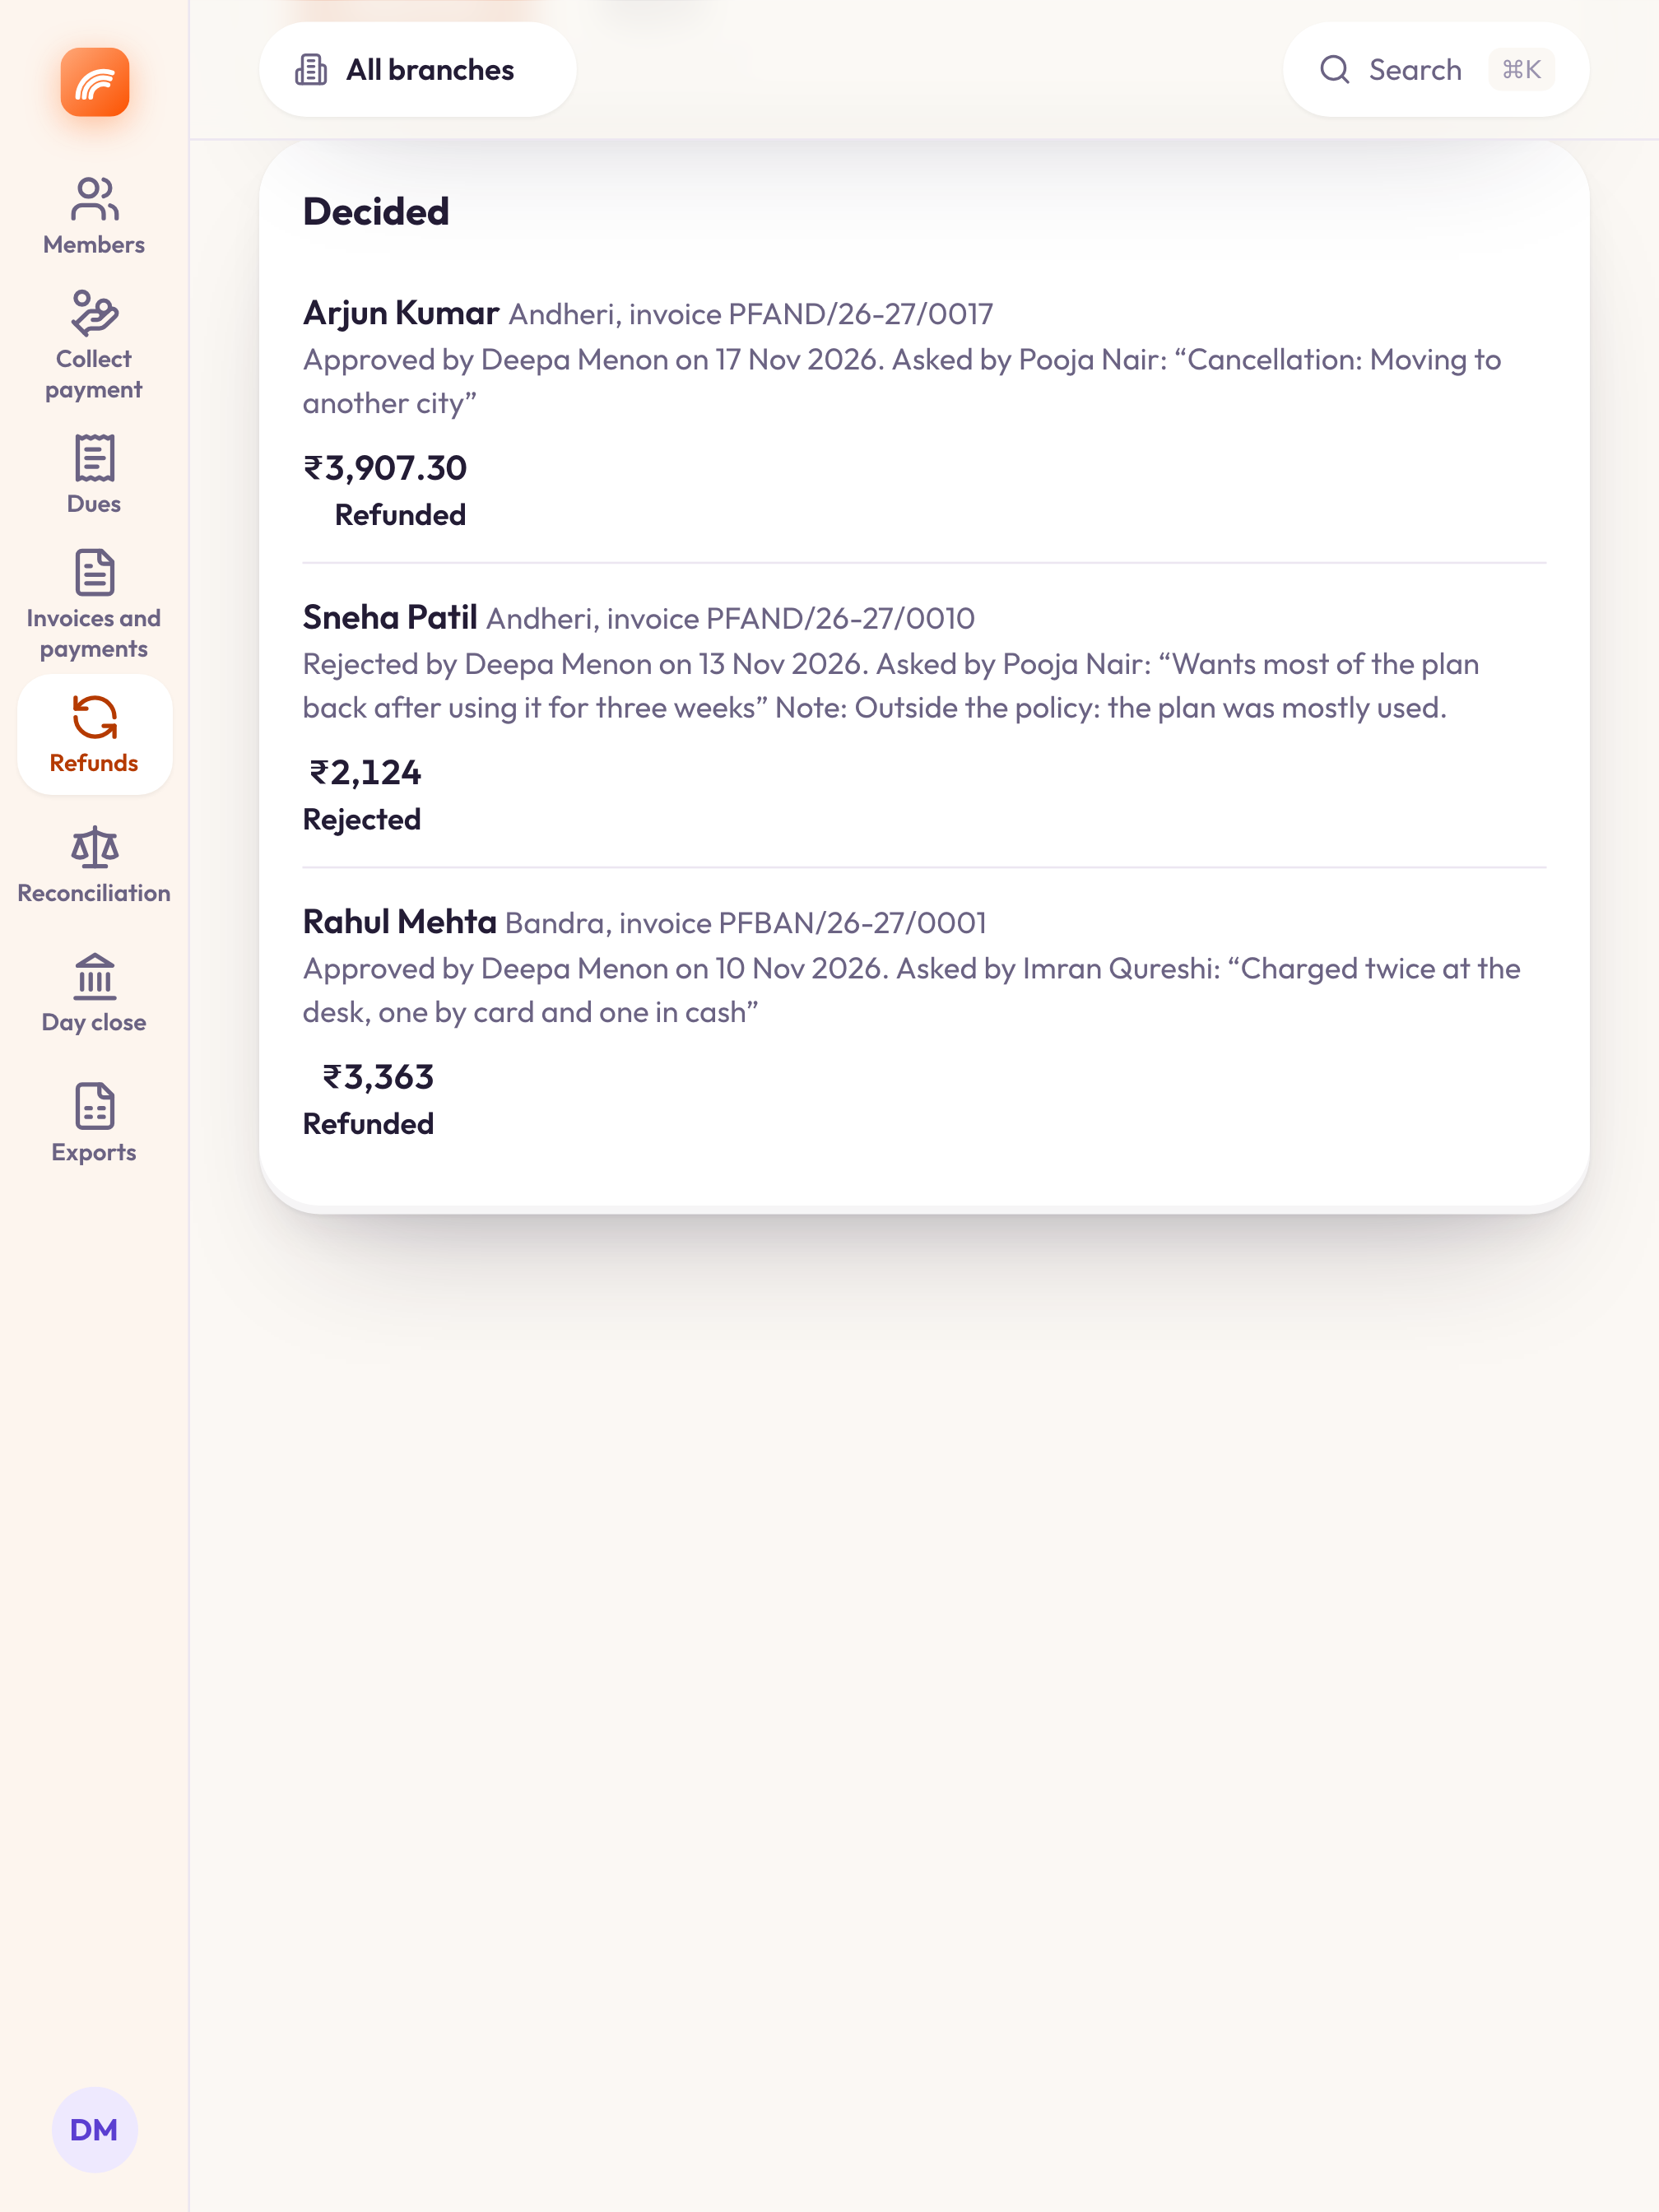 All branches
Search ⌘K
Members
Collect
payment
Dues
Invoices and
payments
Refunds
Reconciliation
Day close
Exports
DM
Decided
Arjun Kumar Andheri, invoice PFAND/26-27/0017
Approved by Deepa Menon on 17 Nov 2026. Asked by Pooja Nair: “Cancellation: Moving to
another city”
₹3,907.30
Refunded
Sneha Patil Andheri, invoice PFAND/26-27/0010
Rejected by Deepa Menon on 13 Nov 2026. Asked by Pooja Nair: “Wants most of the plan
back after using it for three weeks” Note: Outside the policy: the plan was mostly used.
₹2,124
Rejected
Rahul Mehta Bandra, invoice PFBAN/26-27/0001
Approved by Deepa Menon on 10 Nov 2026. Asked by Imran Qureshi: “Charged twice at the
desk, one by card and one in cash”
₹3,363
Refunded